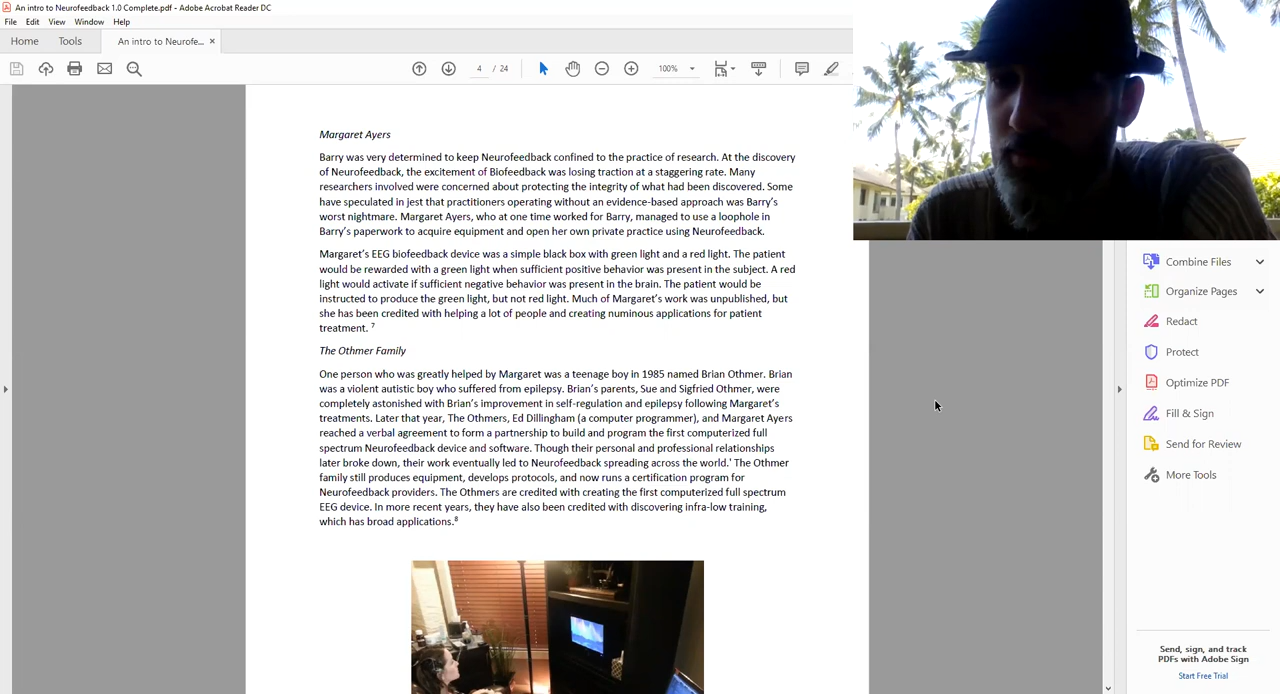 An intro to Neurofeedback 1.0 Complete.pdf - Adobe Acrobat Reader DC
File Edit View Window Help
Home Tools An intro to Neurofe... ×
4 / 24 100%
Margaret Ayers
Barry was very determined to keep Neurofeedback confined to the practice of research. At the discovery
of Neurofeedback, the excitement of Biofeedback was losing traction at a staggering rate. Many
researchers involved were concerned about protecting the integrity of what had been discovered. Some
have speculated in jest that practitioners operating without an evidence-based approach was Barry's
worst nightmare. Margaret Ayers, who at one time worked for Barry, managed to use a loophole in
Barry's paperwork to acquire equipment and open her own private practice using Neurofeedback.
Margaret's EEG biofeedback device was a simple black box with green light and a red light. The patient
would be rewarded with a green light when sufficient positive behavior was present in the subject. A red
light would activate if sufficient negative behavior was present in the brain. The patient would be
instructed to produce the green light, but not red light. Much of Margaret's work was unpublished, but
she has been credited with helping a lot of people and creating numinous applications for patient
treatment. 7
The Othmer Family
One person who was greatly helped by Margaret was a teenage boy in 1985 named Brian Othmer. Brian
was a violent autistic boy who suffered from epilepsy. Brian's parents, Sue and Sigfried Othmer, were
completely astonished with Brian's improvement in self-regulation and epilepsy following Margaret's
treatments. Later that year, The Othmers, Ed Dillingham (a computer programmer), and Margaret Ayers
reached a verbal agreement to form a partnership to build and program the first computerized full
spectrum Neurofeedback device and software. Though their personal and professional relationships
later broke down, their work eventually led to Neurofeedback spreading across the world.' The Othmer
family still produces equipment, develops protocols, and now runs a certification program for
Neurofeedback providers. The Othmers are credited with creating the first computerized full spectrum
EEG device. In more recent years, they have also been credited with discovering infra-low training,
which has broad applications.8
Combine Files
Organize Pages
Redact
Protect
Optimize PDF
Fill & Sign
Send for Review
More Tools
Send, sign, and track
PDFs with Adobe Sign
Start Free Trial